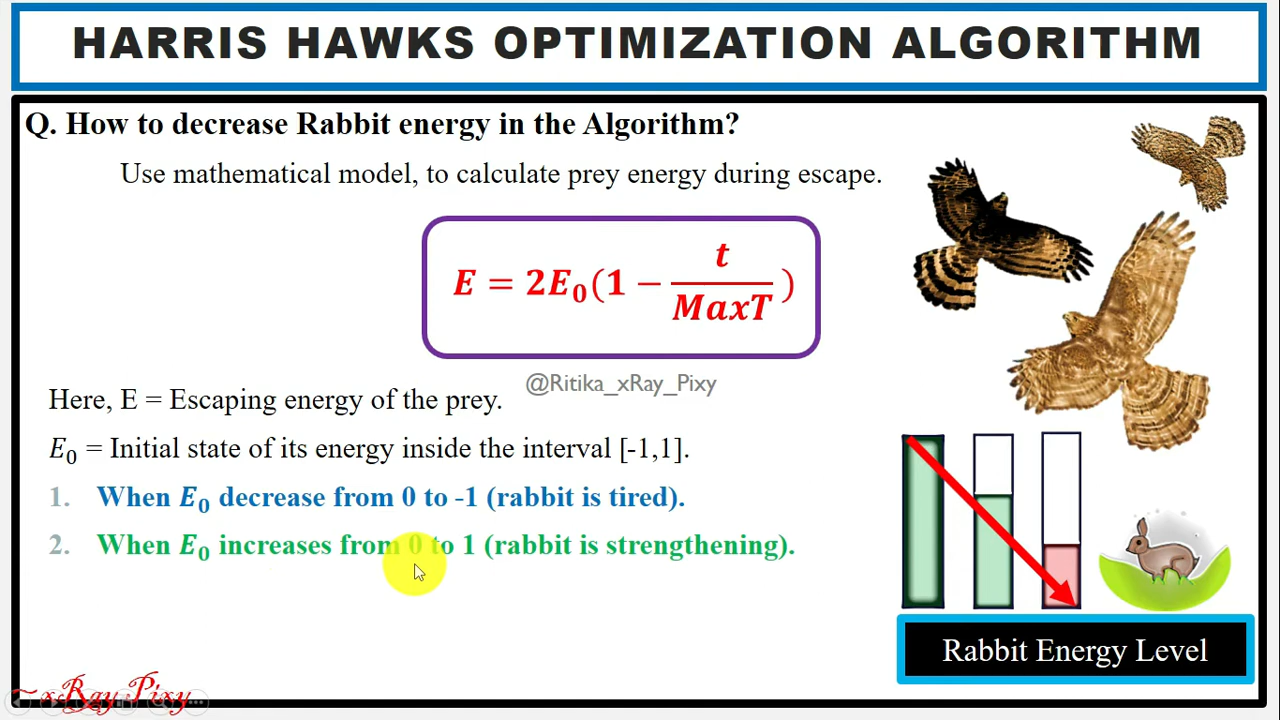 HARRIS HAWKS OPTIMIZATION ALGORITHM
Q. How to decrease Rabbit energy in the Algorithm?
Use mathematical model, to calculate prey energy during escape.
E = 2E₀(1 − t/MaxT)
@Ritika_xRay_Pixy
Here, E = Escaping energy of the prey.
E₀ = Initial state of its energy inside the interval [-1,1].
1. When E₀ decrease from 0 to -1 (rabbit is tired).
2. When E₀ increases from 0 to 1 (rabbit is strengthening).
Rabbit Energy Level
~xRay Pixy